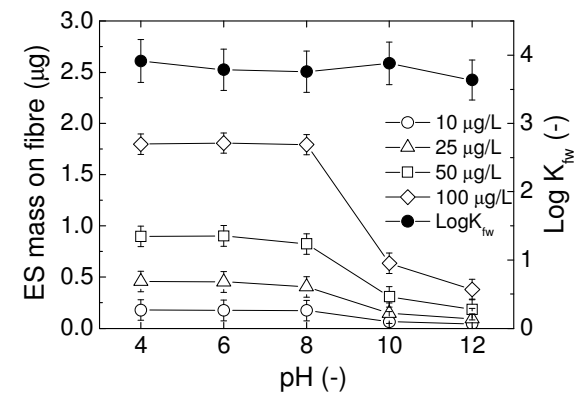 3.0
2.5
2.0
1.5
1.0
0.5
0.0
ES mass on fibre (μg)
4
3
2
1
0
Log K_fw (-)
10 μg/L
25 μg/L
50 μg/L
100 μg/L
LogK_fw
4 6 8 10 12
pH (-)